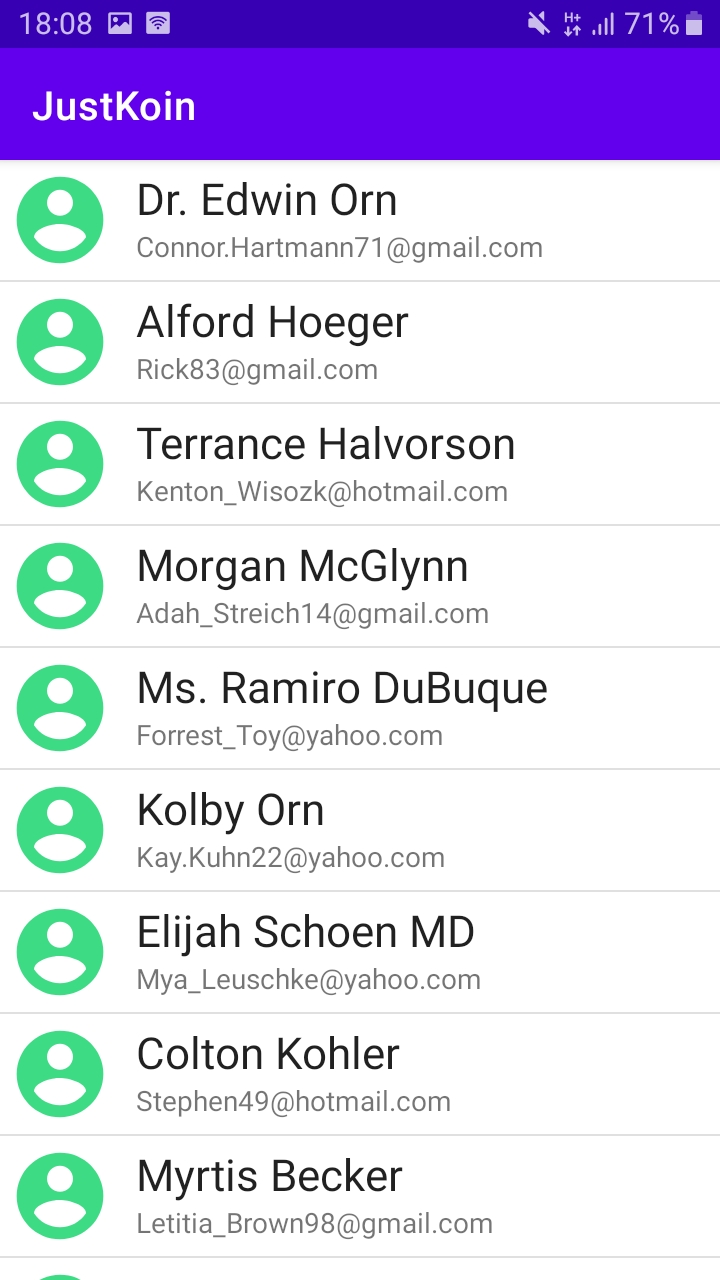 18:08 H+ 71%
JustKoin
Dr. Edwin Orn
Connor.Hartmann71@gmail.com
Alford Hoeger
Rick83@gmail.com
Terrance Halvorson
Kenton_Wisozk@hotmail.com
Morgan McGlynn
Adah_Streich14@gmail.com
Ms. Ramiro DuBuque
Forrest_Toy@yahoo.com
Kolby Orn
Kay.Kuhn22@yahoo.com
Elijah Schoen MD
Mya_Leuschke@yahoo.com
Colton Kohler
Stephen49@hotmail.com
Myrtis Becker
Letitia_Brown98@gmail.com